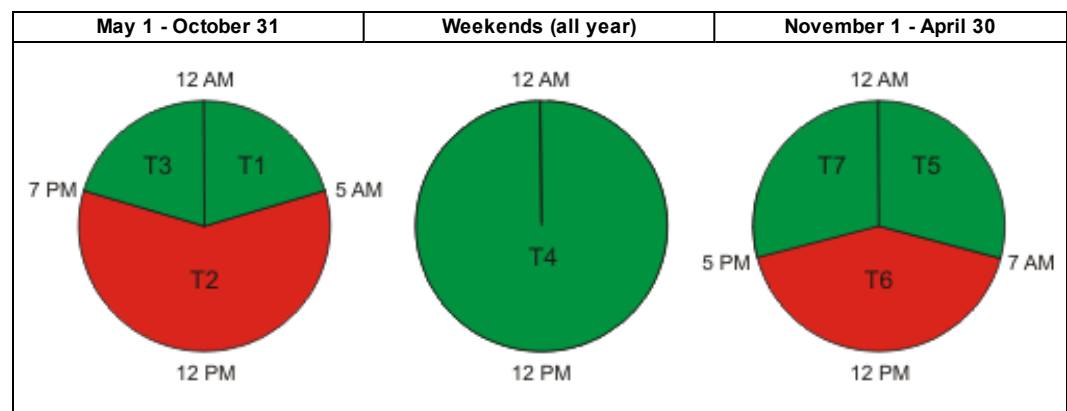 May 1 - October 31
Weekends (all year)
November 1 - April 30
12 AM
12 AM
12 AM
T3
T1
T7
T5
7 PM
5 AM
T4
5 PM
7 AM
T2
T6
12 PM
12 PM
12 PM